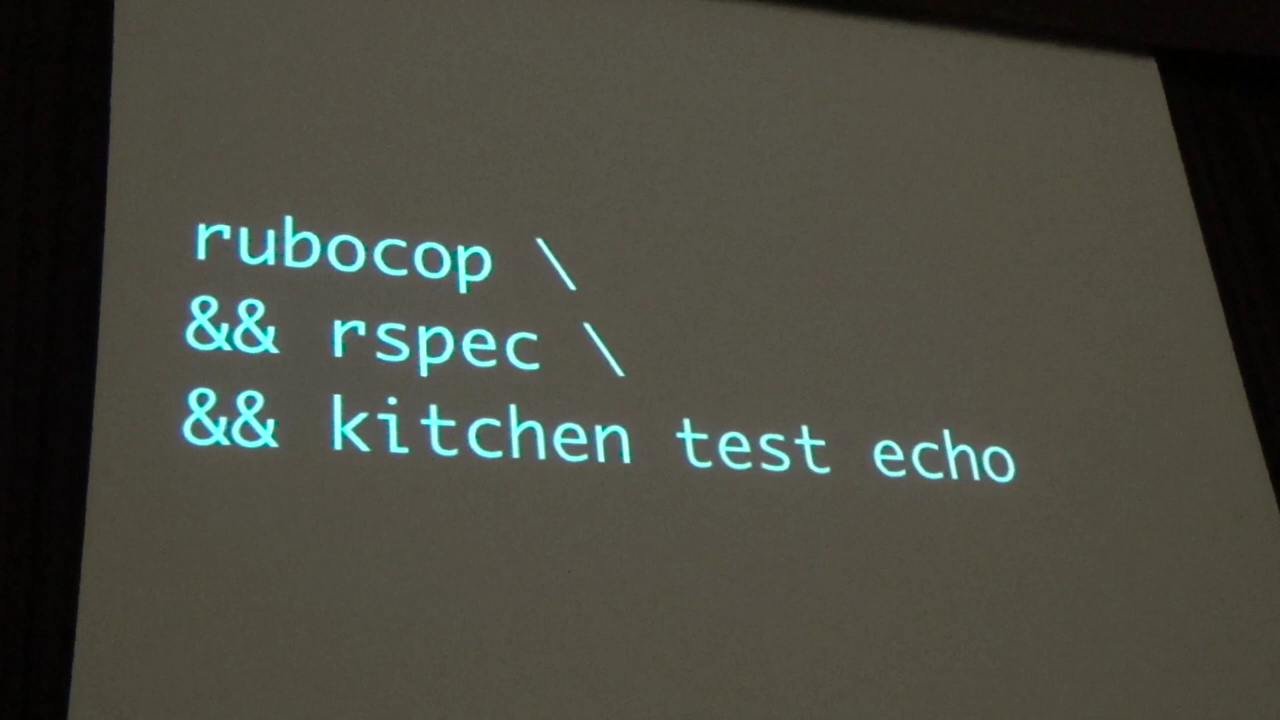 rubocop \
&& rspec \
&& kitchen test echo